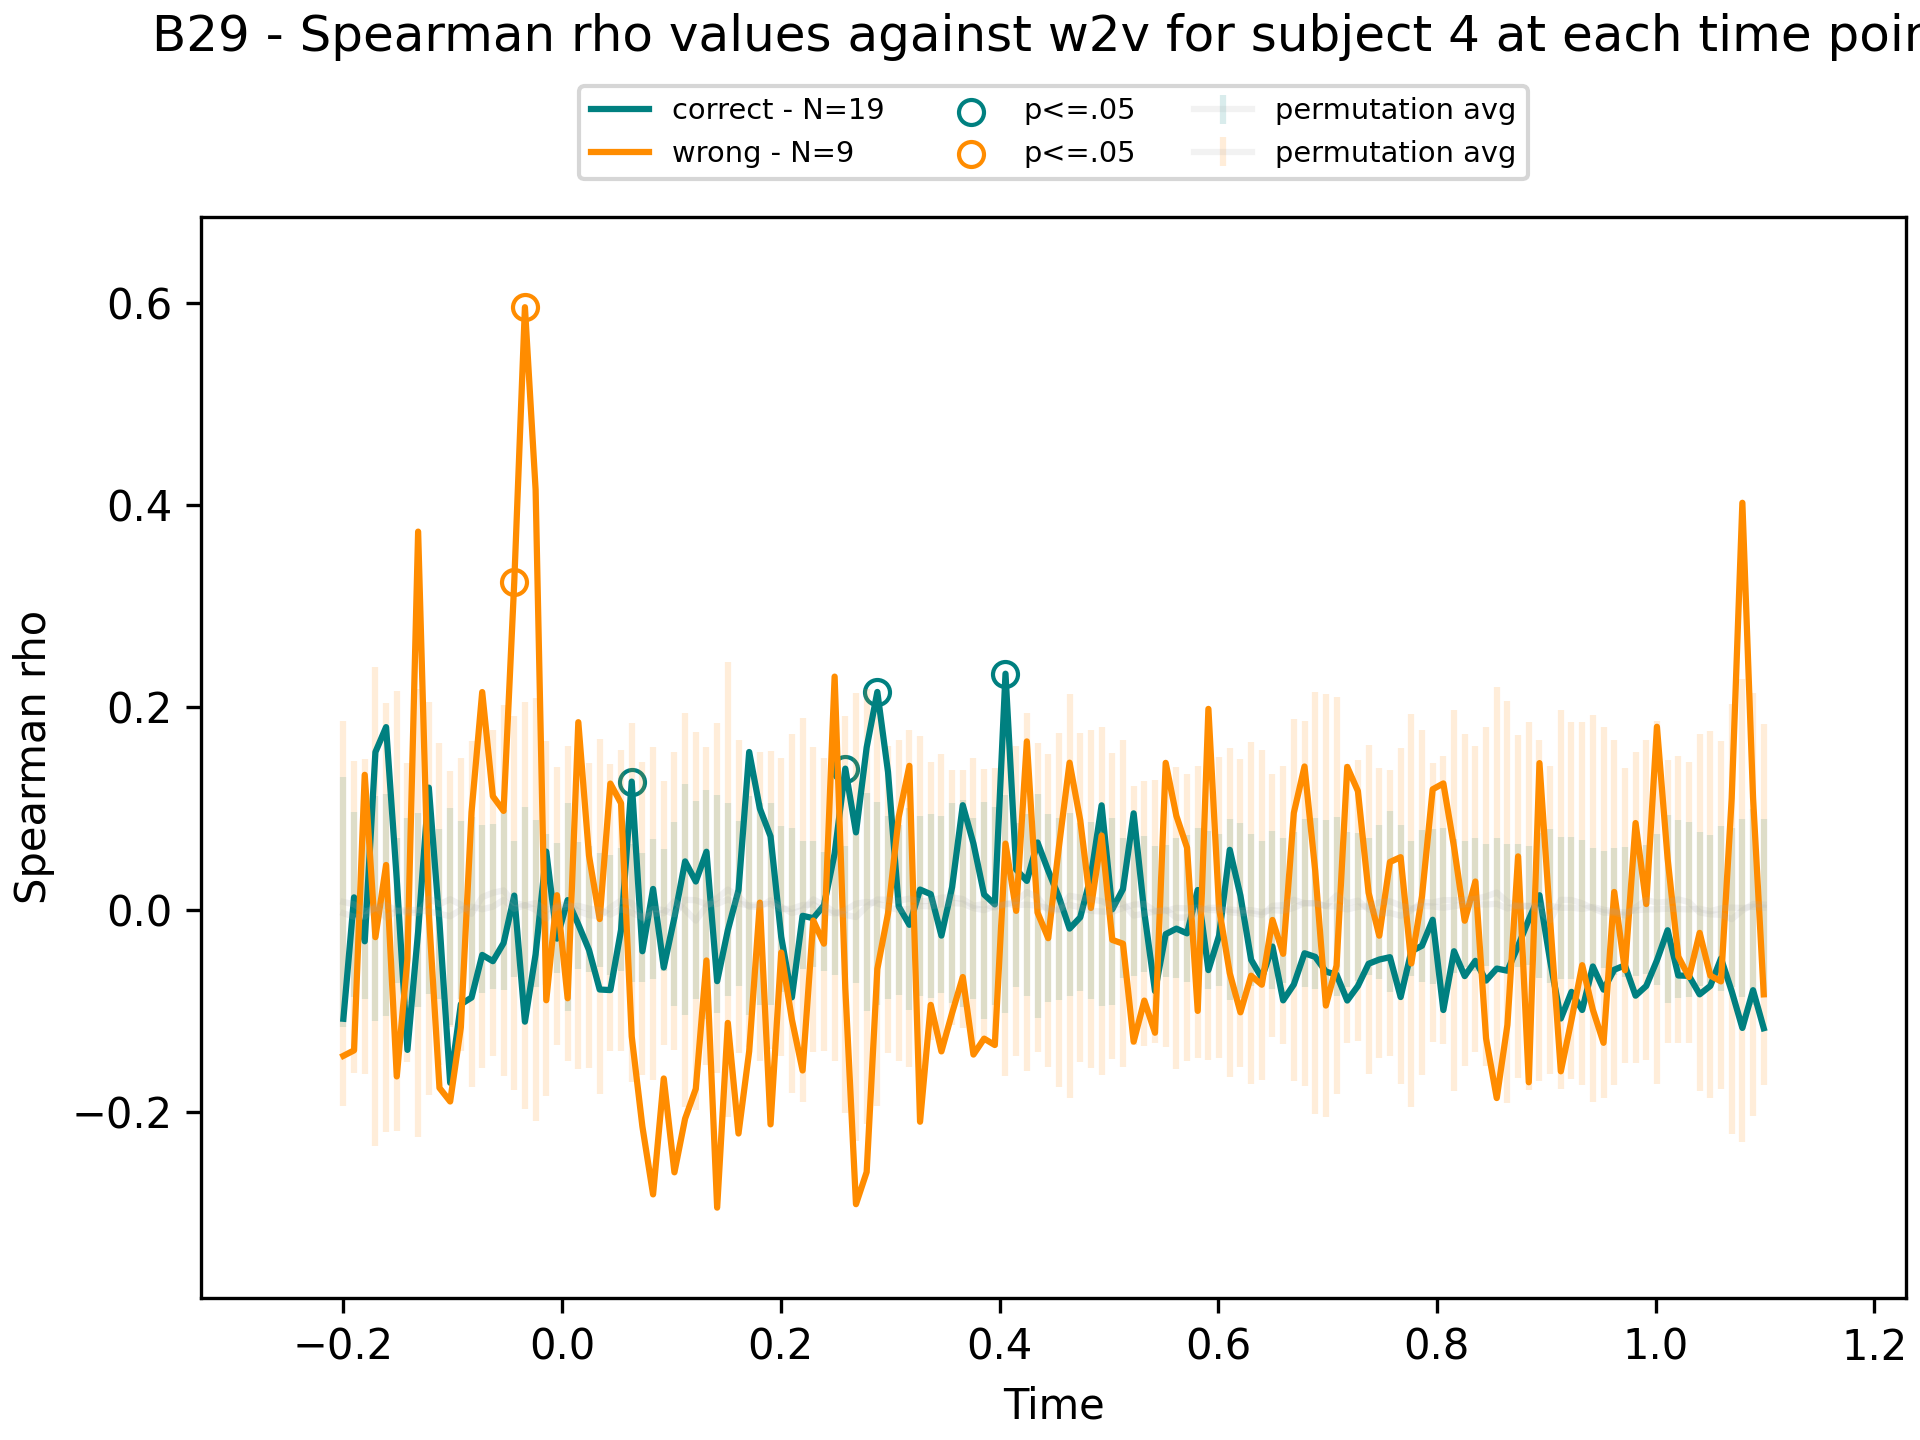 B29 - Spearman rho values against w2v for subject 4 at each time poin
correct - N=19
wrong - N=9
p<=.05
p<=.05
permutation avg
permutation avg
Spearman rho
0.6
0.4
0.2
0.0
−0.2
−0.2 0.0 0.2 0.4 0.6 0.8 1.0 1.2
Time